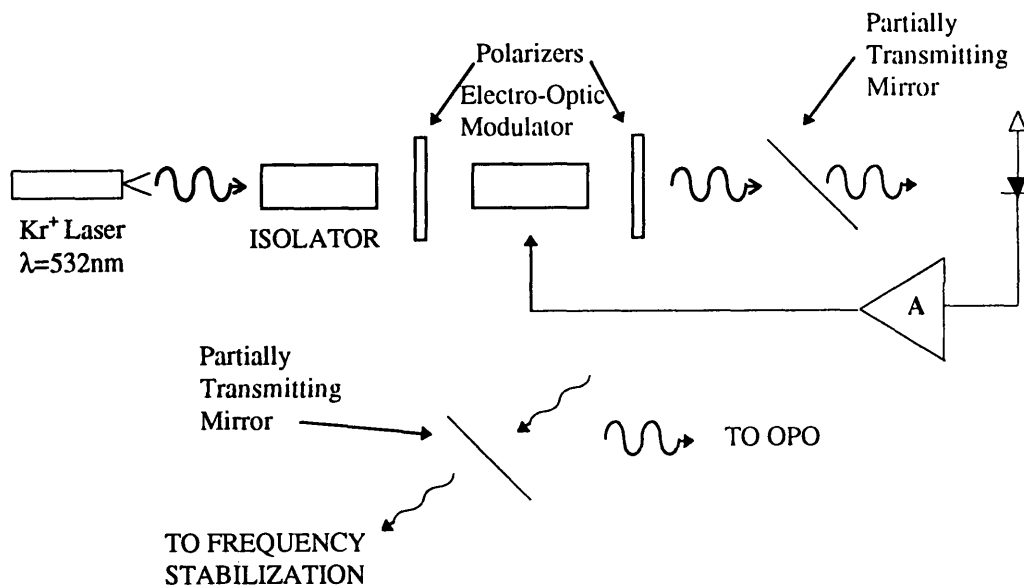 Partially
Transmitting
Mirror
Polarizers
Electro-Optic
Modulator
Kr⁺ Laser
λ=532nm
ISOLATOR
A
Partially
Transmitting
Mirror
TO OPO
TO FREQUENCY
STABILIZATION